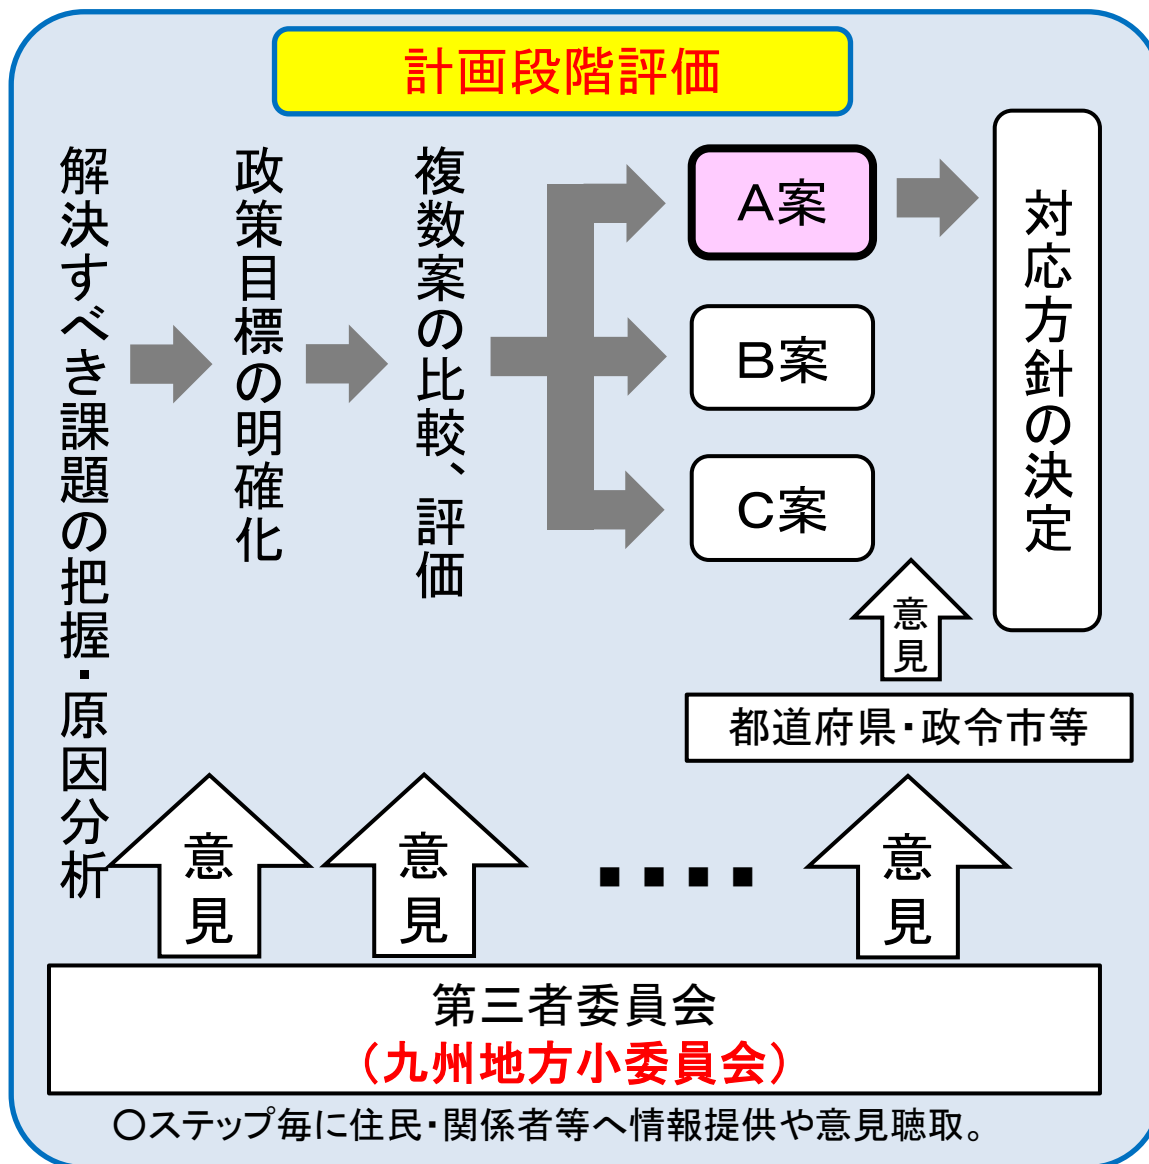 計画段階評価
解決すべき課題の把握・原因分析
政策目標の明確化
複数案の比較、評価
A案
B案
C案
対応方針の決定
意見
都道府県・政令市等
意見
意見
････
意見
第三者委員会
(九州地方小委員会)
○ステップ毎に住民・関係者等へ情報提供や意見聴取。